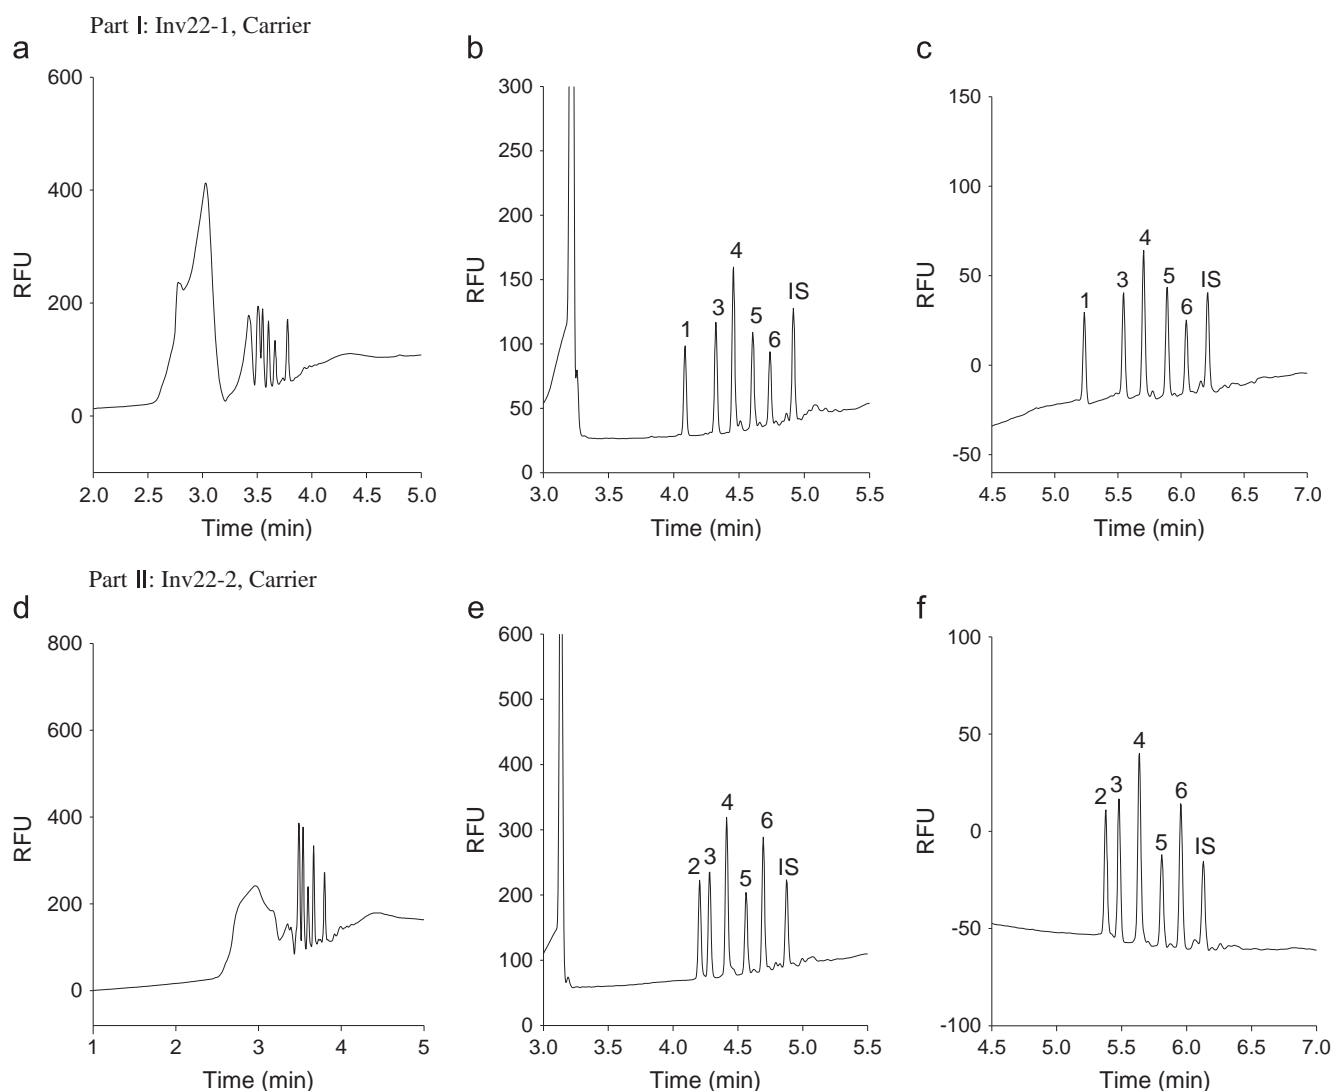 Part I: Inv22-1, Carrier
a
b
c
600
400
200
0
RFU
2.0 2.5 3.0 3.5 4.0 4.5 5.0
Time (min)
300
250
200
150
100
50
0
RFU
1
3
4
5
6
IS
3.0 3.5 4.0 4.5 5.0 5.5
Time (min)
150
100
50
0
-50
RFU
1
3
4
5
6
IS
4.5 5.0 5.5 6.0 6.5 7.0
Time (min)
Part II: Inv22-2, Carrier
d
e
f
800
600
400
200
0
RFU
1 2 3 4 5
Time (min)
600
500
400
300
200
100
0
RFU
2
3
4
5
6
IS
3.0 3.5 4.0 4.5 5.0 5.5
Time (min)
100
50
0
-50
-100
RFU
2
3
4
5
6
IS
4.5 5.0 5.5 6.0 6.5 7.0
Time (min)